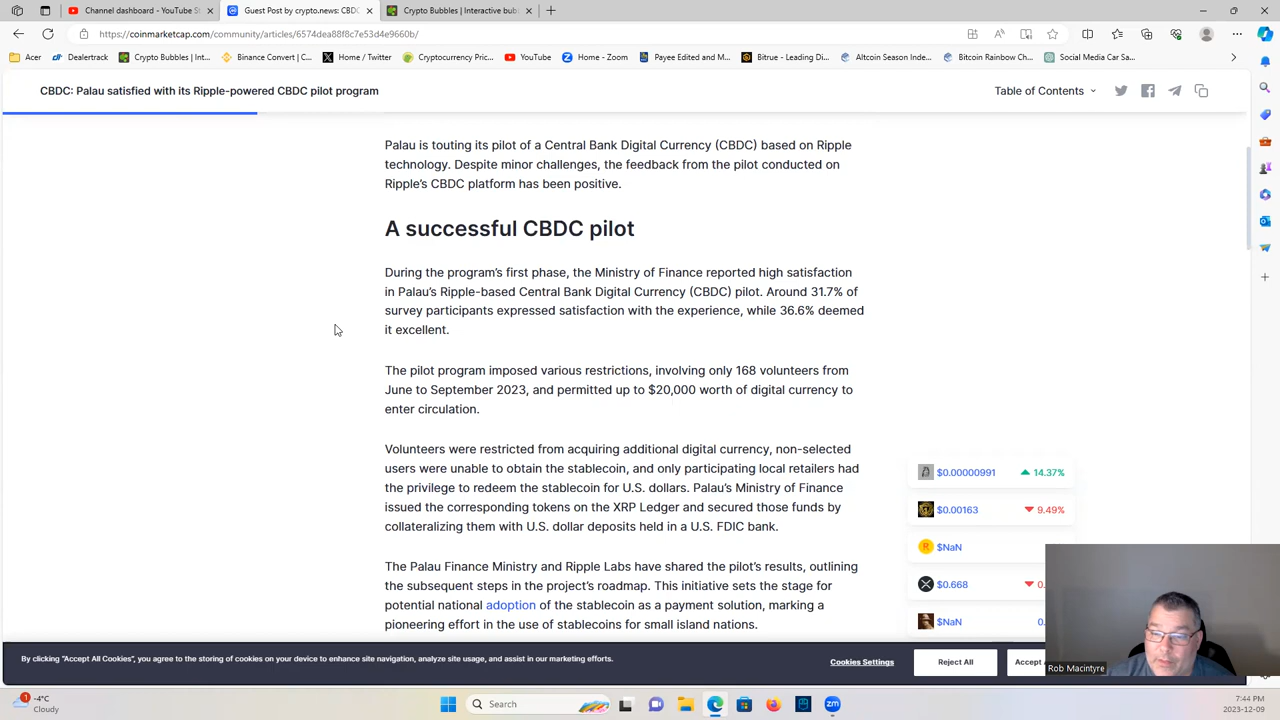 Channel dashboard - YouTube St
Guest Post by crypto.news: CBDC
Crypto Bubbles | Interactive bub
https://coinmarketcap.com/community/articles/6574dea88f8c7e53d4e9660b/
Acer
Dealertrack
Crypto Bubbles | Int...
Binance Convert | C...
Home / Twitter
Cryptocurrency Pric...
YouTube
Home - Zoom
Payee Edited and M...
Bitrue - Leading Di...
Altcoin Season Inde...
Bitcoin Rainbow Ch...
Social Media Car Sa...
CBDC: Palau satisfied with its Ripple-powered CBDC pilot program
Table of Contents
Palau is touting its pilot of a Central Bank Digital Currency (CBDC) based on Ripple
technology. Despite minor challenges, the feedback from the pilot conducted on
Ripple's CBDC platform has been positive.
A successful CBDC pilot
During the program's first phase, the Ministry of Finance reported high satisfaction
in Palau's Ripple-based Central Bank Digital Currency (CBDC) pilot. Around 31.7% of
survey participants expressed satisfaction with the experience, while 36.6% deemed
it excellent.
The pilot program imposed various restrictions, involving only 168 volunteers from
June to September 2023, and permitted up to $20,000 worth of digital currency to
enter circulation.
Volunteers were restricted from acquiring additional digital currency, non-selected
users were unable to obtain the stablecoin, and only participating local retailers had
the privilege to redeem the stablecoin for U.S. dollars. Palau's Ministry of Finance
issued the corresponding tokens on the XRP Ledger and secured those funds by
collateralizing them with U.S. dollar deposits held in a U.S. FDIC bank.
The Palau Finance Ministry and Ripple Labs have shared the pilot's results, outlining
the subsequent steps in the project's roadmap. This initiative sets the stage for
potential national adoption of the stablecoin as a payment solution, marking a
pioneering effort in the use of stablecoins for small island nations.
$0.00000991 14.37%
$0.00163 9.49%
$NaN
$0.668 0.
$NaN 0.
By clicking "Accept All Cookies", you agree to the storing of cookies on your device to enhance site navigation, analyze site usage, and assist in our marketing efforts.
Cookies Settings
Reject All
Accept
Rob Macintyre
1
-4°C
Cloudy
Search
zm
7:44 PM
2023-12-09